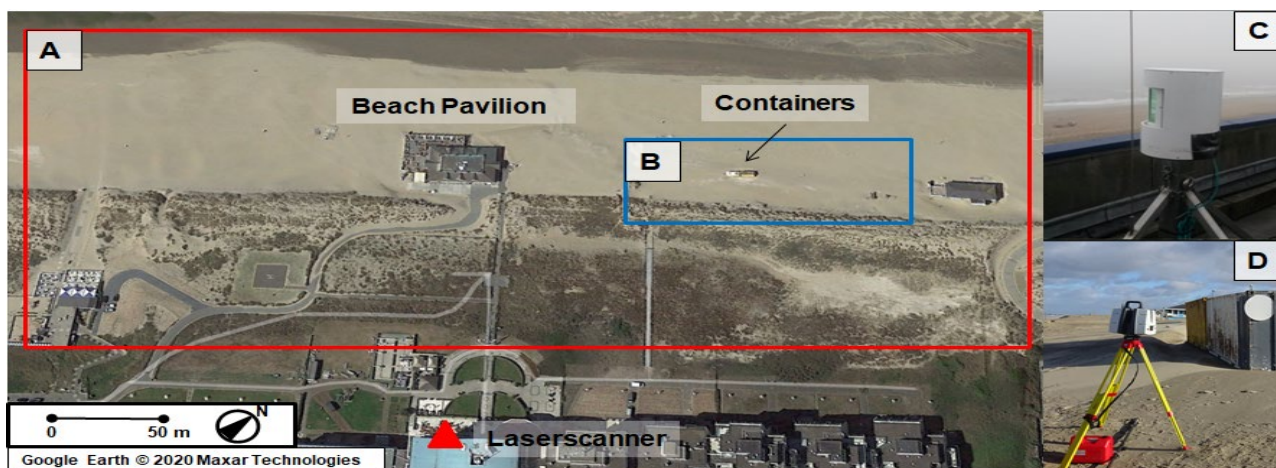 A
C
Beach Pavilion
Containers
B
D
N
0
50 m
Laserscanner
Google Earth © 2020 Maxar Technologies